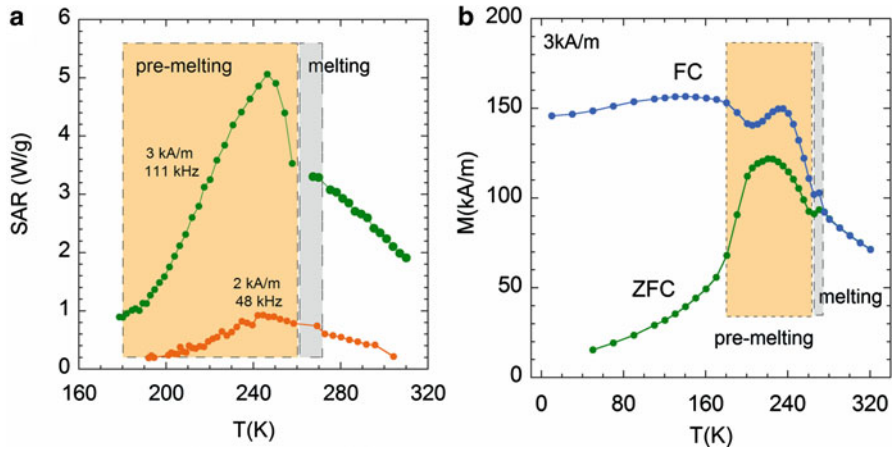 a
6
5
4
3
2
1
0
SAR (W/g)
pre-melting
melting
3 kA/m
111 kHz
2 kA/m
48 kHz
160
200
240
280
320
T(K)
b
200
150
100
50
0
M(kA/m)
3kA/m
FC
ZFC
pre-melting
melting
0
80
160
240
320
T(K)